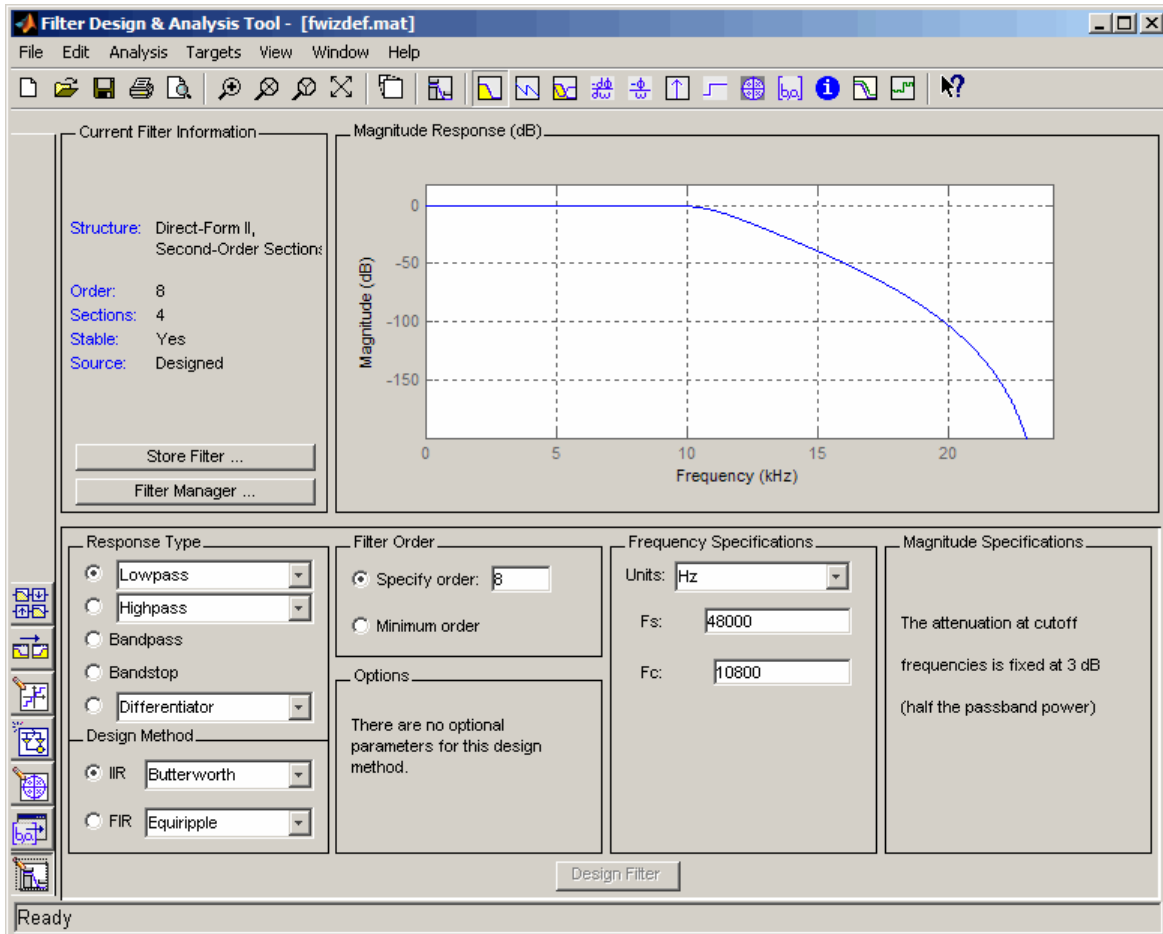 Filter Design & Analysis Tool - [fwizdef.mat]
File Edit Analysis Targets View Window Help
Current Filter Information
Structure: Direct-Form II,
Second-Order Sections
Order: 8
Sections: 4
Stable: Yes
Source: Designed
Store Filter ...
Filter Manager ...
Magnitude Response (dB)
Magnitude (dB)
0
-50
-100
-150
0 5 10 15 20
Frequency (kHz)
Response Type
Lowpass
Highpass
Bandpass
Bandstop
Differentiator
Design Method
IIR Butterworth
FIR Equiripple
Filter Order
Specify order: 8
Minimum order
Options
There are no optional
parameters for this design
method.
Frequency Specifications
Units: Hz
Fs: 48000
Fc: 10800
Magnitude Specifications
The attenuation at cutoff
frequencies is fixed at 3 dB
(half the passband power)
Design Filter
Ready